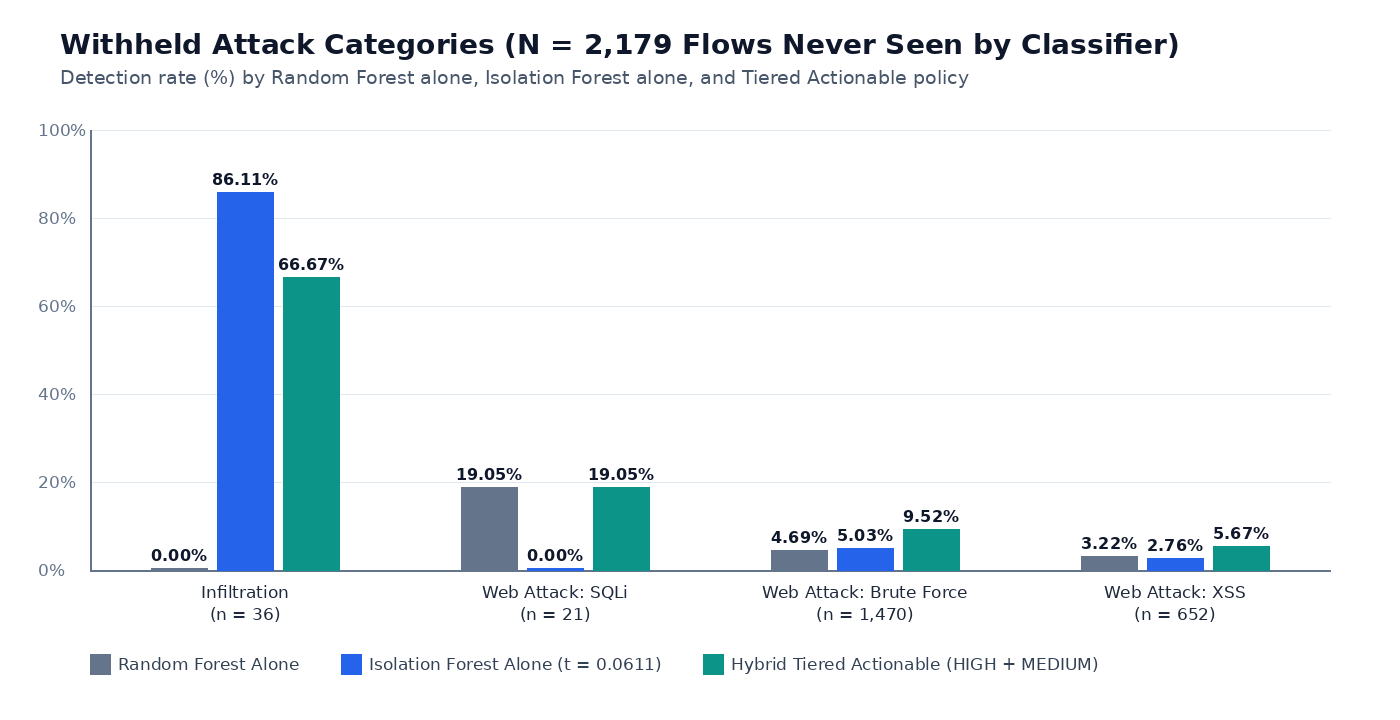 Withheld Attack Categories (N = 2,179 Flows Never Seen by Classifier)
Detection rate (%) by Random Forest alone, Isolation Forest alone, and Tiered Actionable policy
100%
80%
60%
40%
20%
0%
0.00%
86.11%
66.67%
19.05%
0.00%
19.05%
4.69%
5.03%
9.52%
3.22%
2.76%
5.67%
Infiltration
(n = 36)
Web Attack: SQLi
(n = 21)
Web Attack: Brute Force
(n = 1,470)
Web Attack: XSS
(n = 652)
Random Forest Alone
Isolation Forest Alone (t = 0.0611)
Hybrid Tiered Actionable (HIGH + MEDIUM)